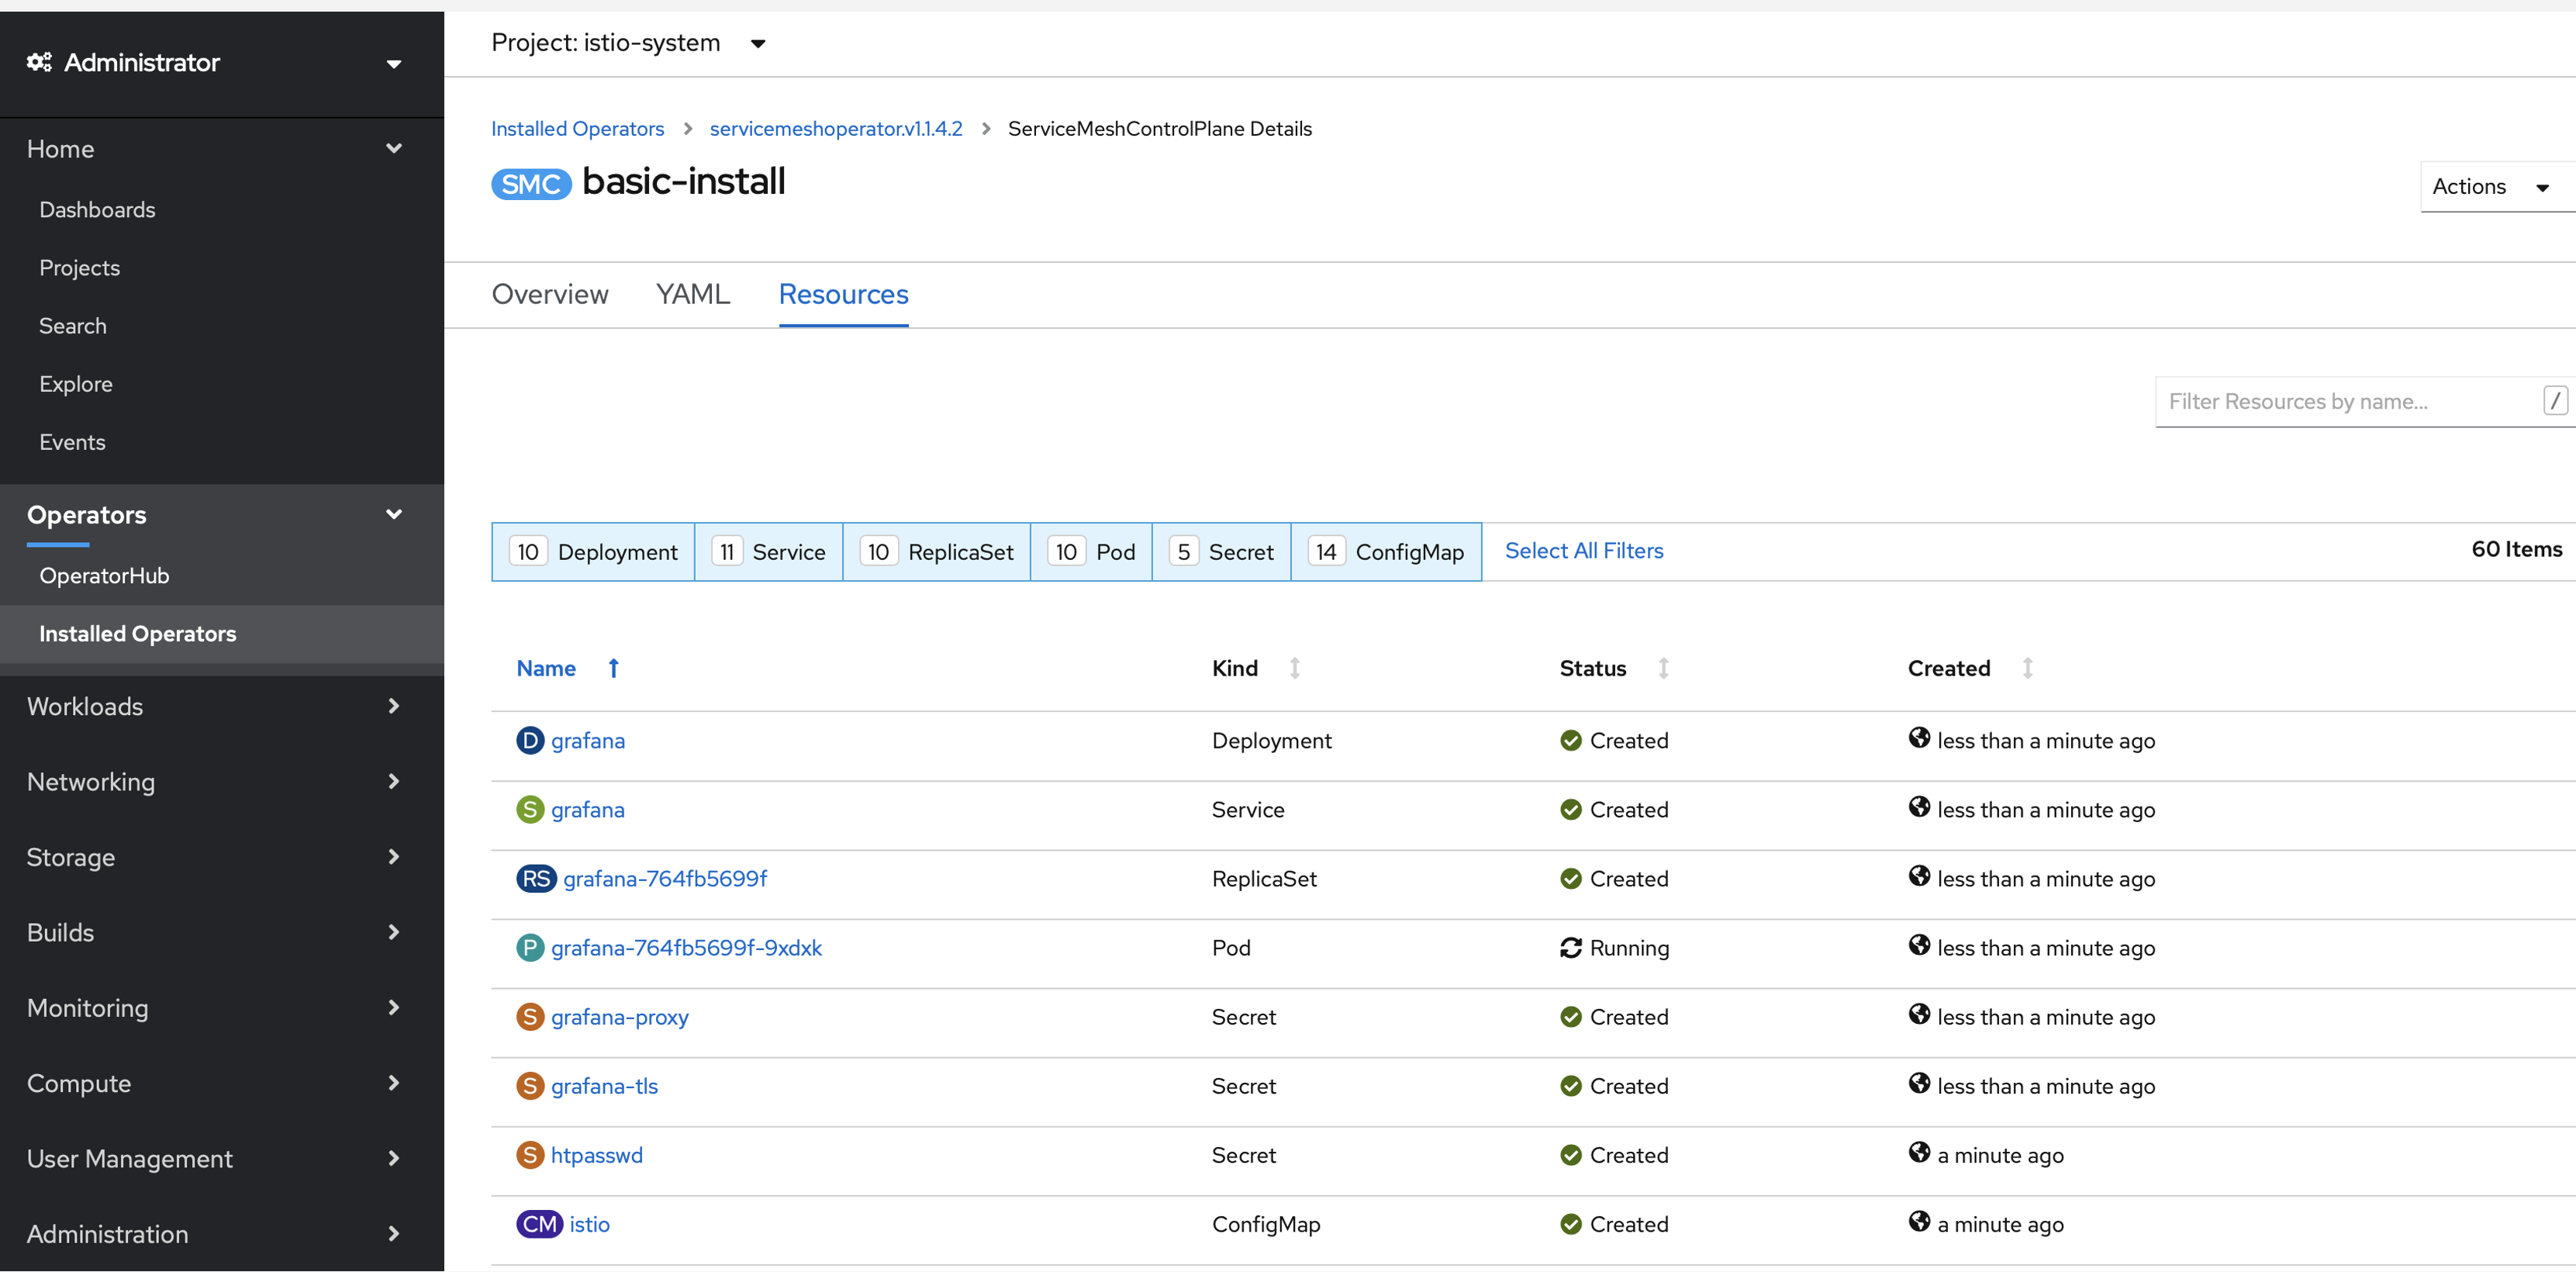 Administrator
Home
Dashboards
Projects
Search
Explore
Events
Operators
OperatorHub
Installed Operators
Workloads
Networking
Storage
Builds
Monitoring
Compute
User Management
Administration
Project: istio-system
Installed Operators > servicemeshoperator.v1.1.4.2 > ServiceMeshControlPlane Details
SMC basic-install
Actions
Overview YAML Resources
Filter Resources by name... /
10 Deployment 11 Service 10 ReplicaSet 10 Pod 5 Secret 14 ConfigMap Select All Filters 60 Items
Name Kind Status Created
D grafana Deployment Created less than a minute ago
S grafana Service Created less than a minute ago
RS grafana-764fb5699f ReplicaSet Created less than a minute ago
P grafana-764fb5699f-9xdxk Pod Running less than a minute ago
S grafana-proxy Secret Created less than a minute ago
S grafana-tls Secret Created less than a minute ago
S htpasswd Secret Created a minute ago
CM istio ConfigMap Created a minute ago